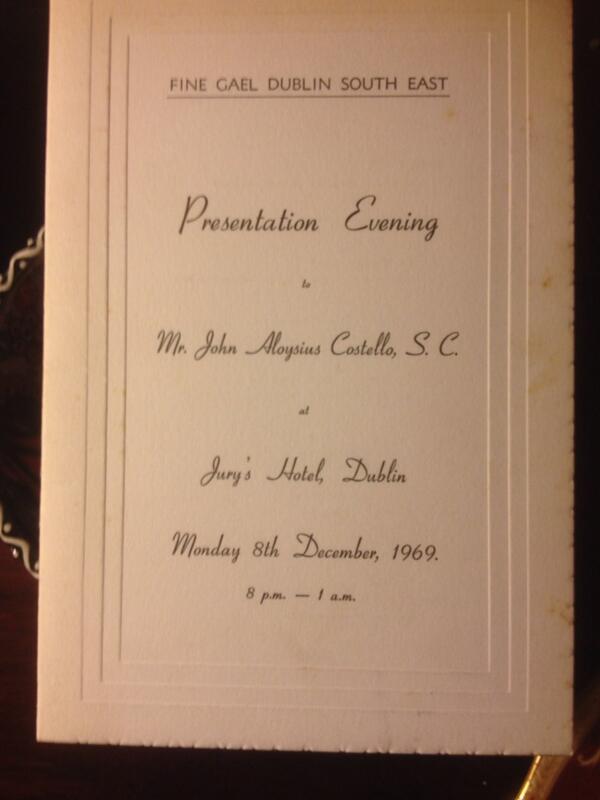 FINE GAEL DUBLIN SOUTH EAST
Presentation Evening
to
Mr. John Aloysius Costello, S. C.
at
Jury's Hotel, Dublin
Monday 8th December, 1969.
8 p.m. — 1 a.m.